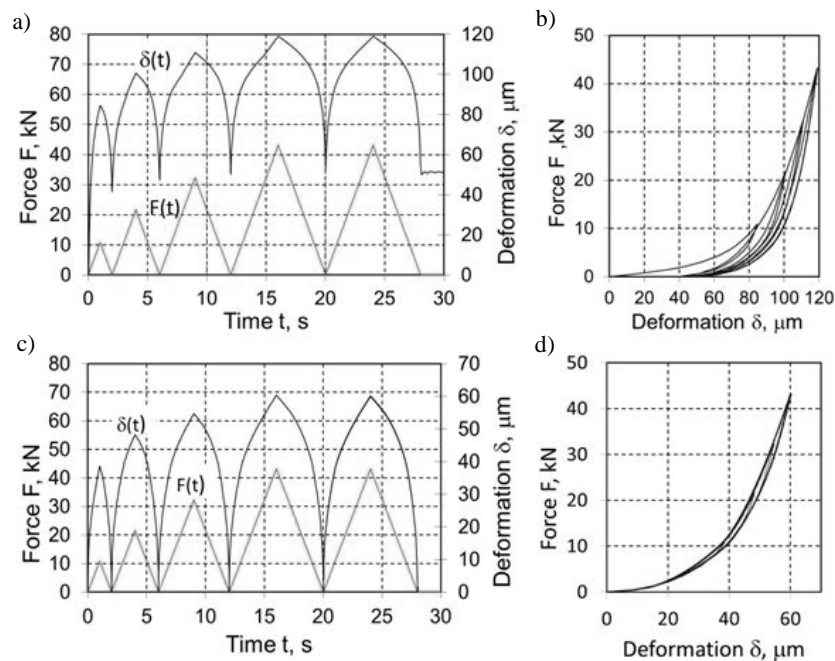 a)
80
70
60
50
40
30
20
10
0
Force F, kN
δ(t)
F(t)
120
100
80
60
40
20
0
Deformation δ, μm
0 5 10 15 20 25 30
Time t, s
b)
50
40
30
20
10
0
Force F ,kN
0 20 40 60 80 100 120
Deformation δ, μm
c)
80
70
60
50
40
30
20
10
0
Force F, kN
δ(t)
F(t)
70
60
50
40
30
20
10
0
Deformation δ, μm
0 5 10 15 20 25 30
Time t, s
d)
50
40
30
20
10
0
Force F, kN
0 20 40 60
Deformation δ, μm